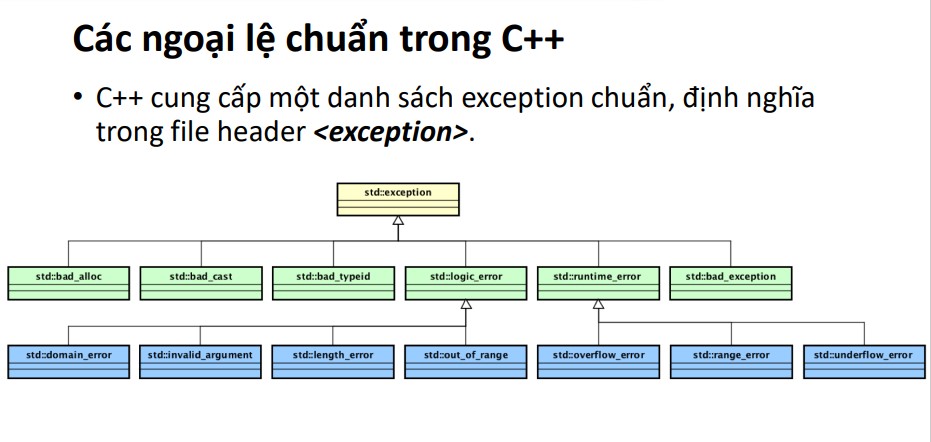 Các ngoại lệ chuẩn trong C++
• C++ cung cấp một danh sách exception chuẩn, định nghĩa
trong file header <exception>.
std::exception
std::bad_alloc std::bad_cast std::bad_typeid std::logic_error std::runtime_error std::bad_exception
std::domain_error std::invalid_argument std::length_error std::out_of_range std::overflow_error std::range_error std::underflow_error